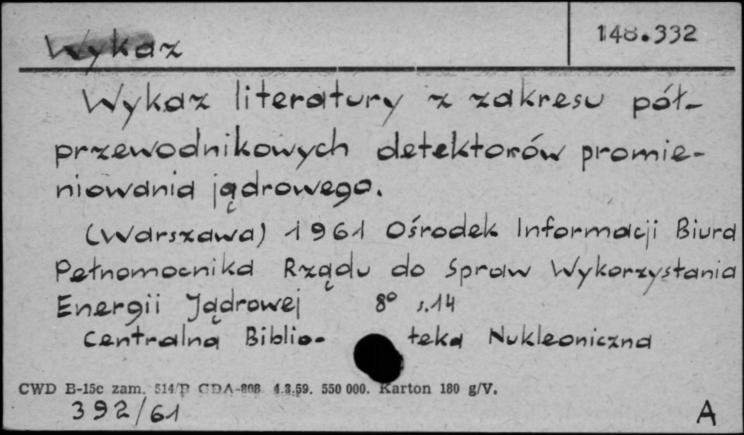 Wykaz 148.332
Wykaz literatury z zakresu pół-
przewodnikowych detektorów promie-
niowania jądrowego.
(Warszawa) 1961 Ośrodek Informacji Biura
Pełnomocnika Rządu do Spraw Wykorzystania
Energii Jądrowej 8° s.14
Centralna Biblio- teka Nukleoniczna
CWD B-15c zam. 514/P GDA-808 4.3.59. 550 000. Karton 180 g/V.
392/61 A